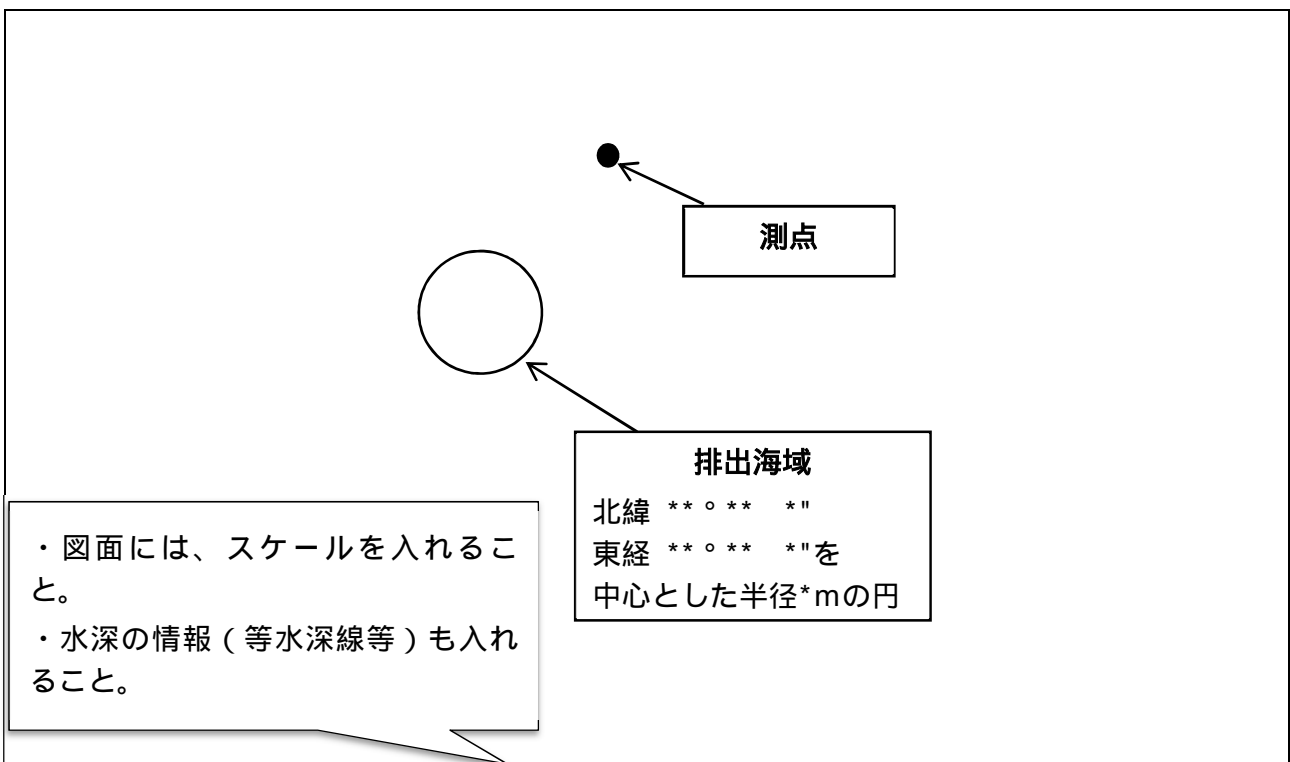 測点
排出海域
北緯 **°** *"
東経 **°** *"を
中心とした半径*mの円
・図面には、スケールを入れるこ
と。
・水深の情報(等水深線等)も入れ
ること。